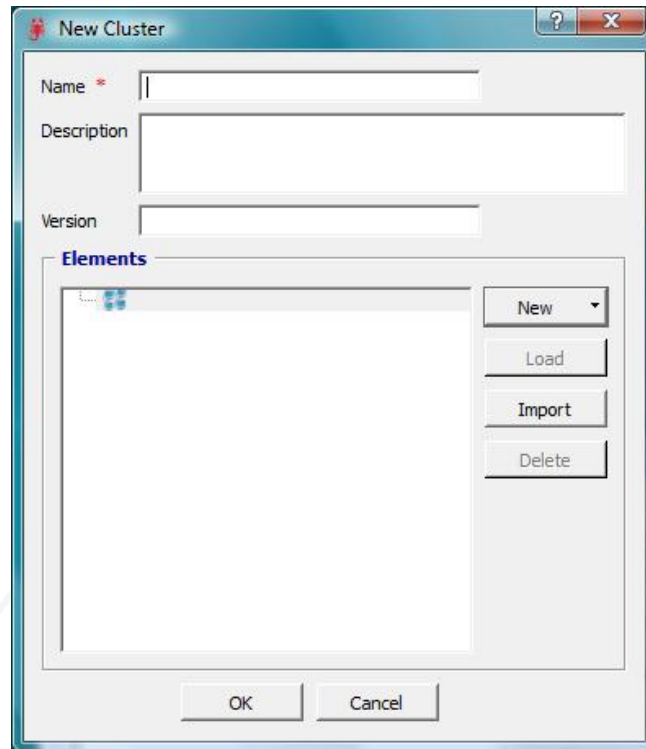 New Cluster
Name *
Description
Version
Elements
New
Load
Import
Delete
OK Cancel